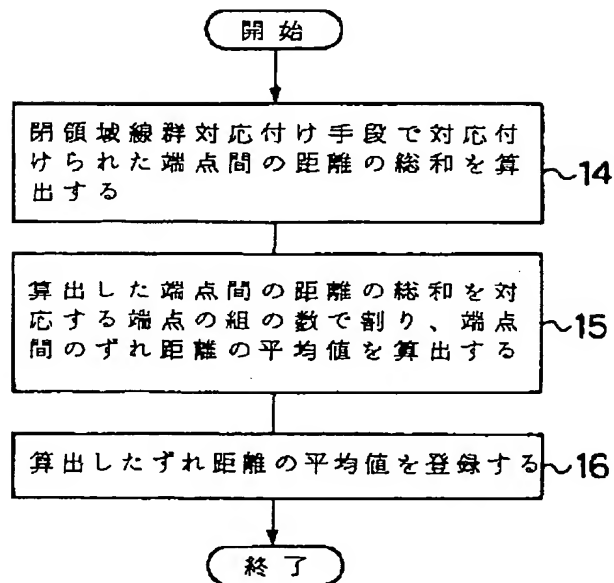 開始
閉領域線群対応付け手段で対応付
けられた端点間の距離の総和を算
出する
14
算出した端点間の距離の総和を対
応する端点の組の数で割り、端点
間のずれ距離の平均値を算出する
15
算出したずれ距離の平均値を登録する
16
終了